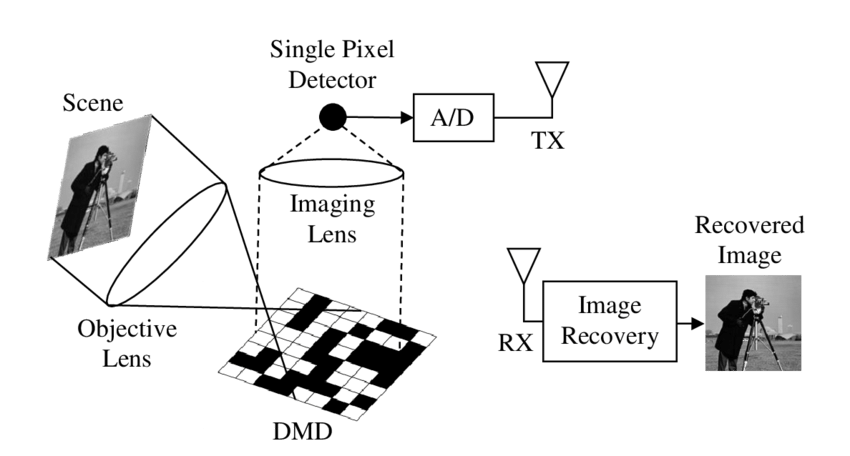 Single Pixel
Detector
Scene
A/D
TX
Imaging
Lens
Recovered
Image
Objective
Lens
RX
Image
Recovery
DMD